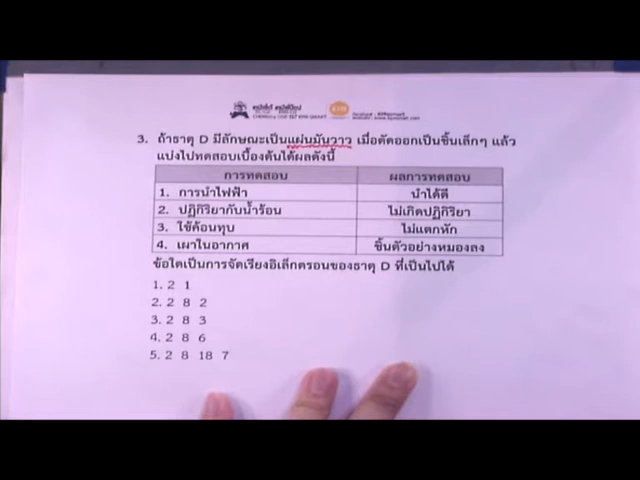 3. ถ้าธาตุ D มีลักษณะเป็นแผ่นมันวาว เมื่อตัดออกเป็นชิ้นเล็กๆ แล้ว
แบ่งไปทดสอบเบื้องต้นได้ผลดังนี้
การทดสอบ ผลการทดสอบ
1. การนำไฟฟ้า นำได้ดี
2. ปฏิกิริยากับน้ำร้อน ไม่เกิดปฏิกิริยา
3. ใช้ค้อนทุบ ไม่แตกหัก
4. เผาในอากาศ ชิ้นตัวอย่างหมองลง
ข้อใดเป็นการจัดเรียงอิเล็กตรอนของธาตุ D ที่เป็นไปได้
1. 2 1
2. 2 8 2
3. 2 8 3
4. 2 8 6
5. 2 8 18 7